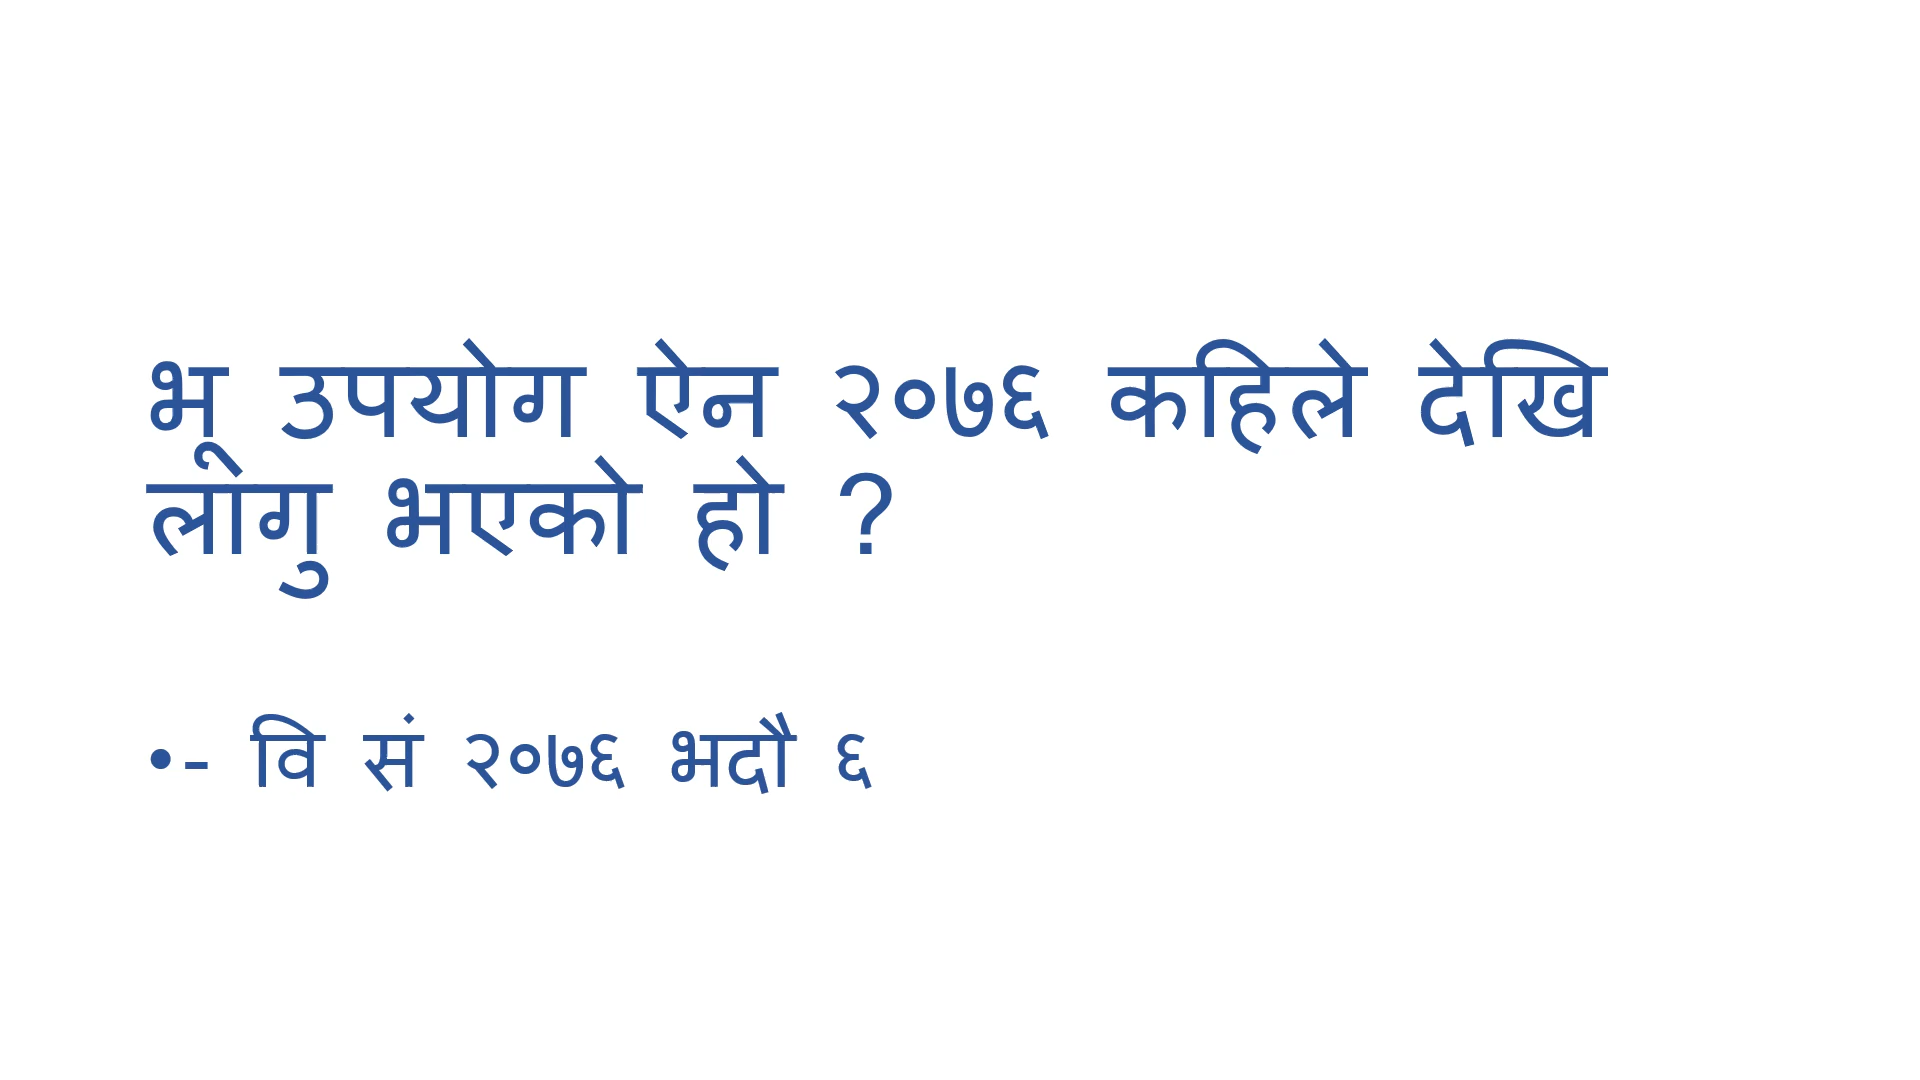 भू उपयोग ऐन २०७६ कहिले देखि
लागु भएको हो ?
•- वि सं २०७६ भदौ ६